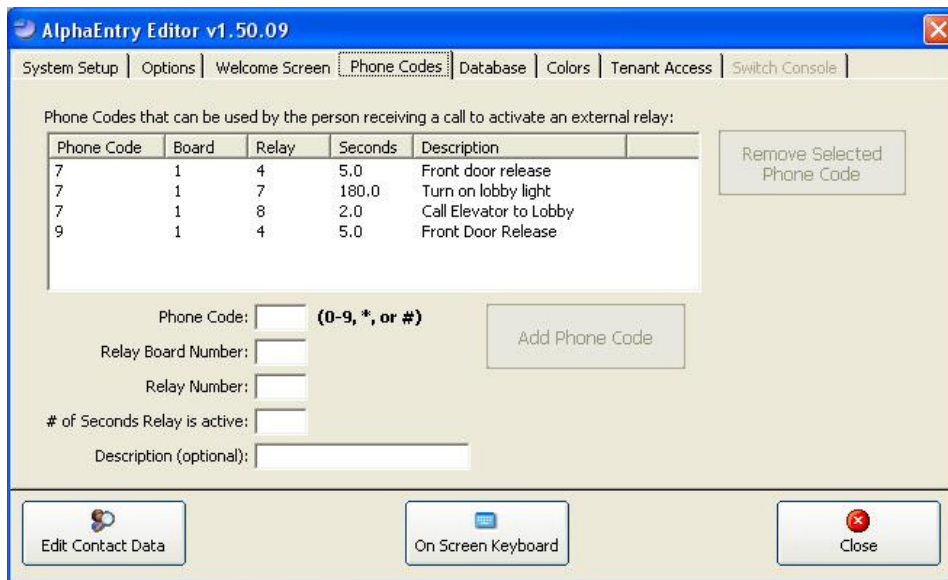 AlphaEntry Editor v1.50.09
System Setup Options Welcome Screen Phone Codes Database Colors Tenant Access Switch Console
Phone Codes that can be used by the person receiving a call to activate an external relay:
Phone Code Board Relay Seconds Description
7 1 4 5.0 Front door release
7 1 7 180.0 Turn on lobby light
7 1 8 2.0 Call Elevator to Lobby
9 1 4 5.0 Front Door Release
Remove Selected
Phone Code
Phone Code: (0-9, *, or #)
Add Phone Code
Relay Board Number:
Relay Number:
# of Seconds Relay is active:
Description (optional):
Edit Contact Data On Screen Keyboard Close